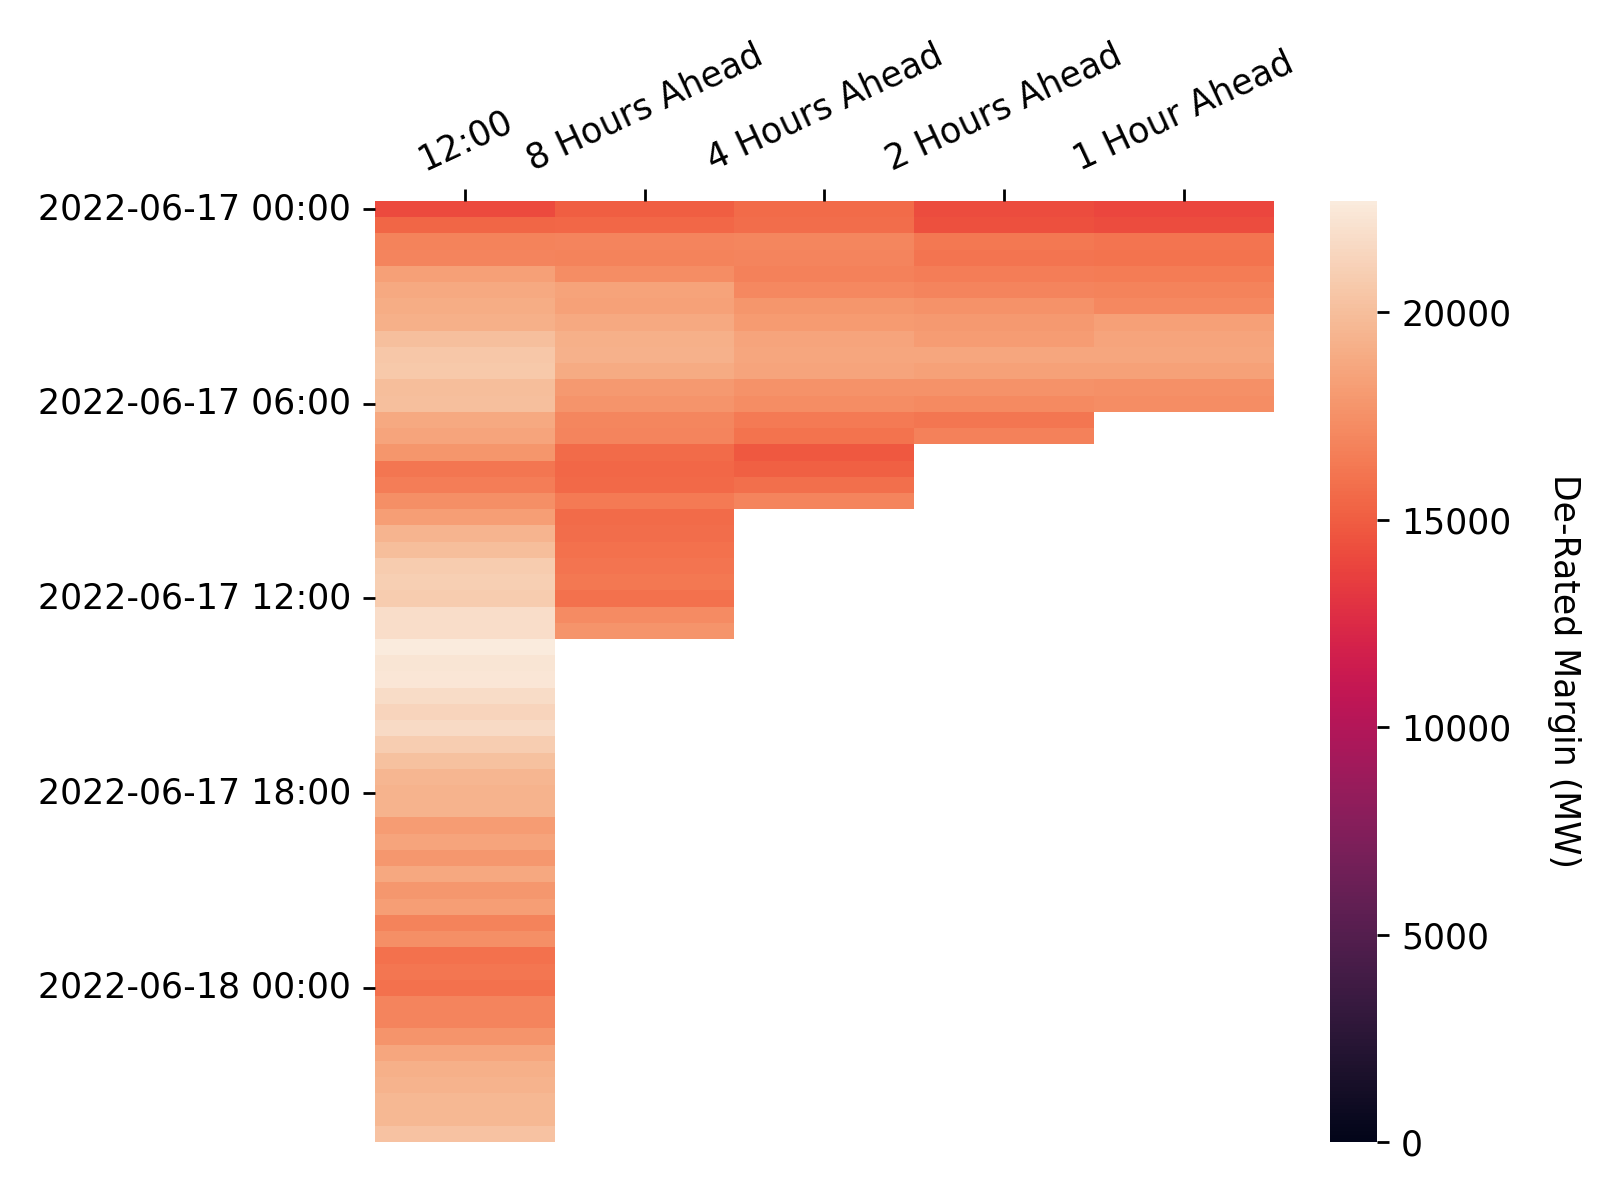 12:00
8 Hours Ahead
4 Hours Ahead
2 Hours Ahead
1 Hour Ahead
2022-06-17 00:00
2022-06-17 06:00
2022-06-17 12:00
2022-06-17 18:00
2022-06-18 00:00
20000
15000
10000
5000
0
De-Rated Margin (MW)